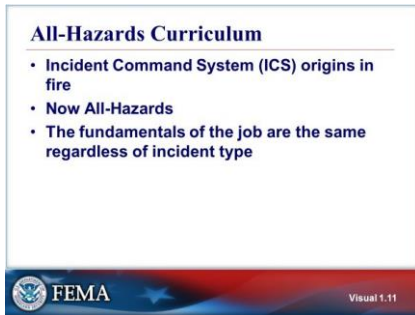 All-Hazards Curriculum
• Incident Command System (ICS) origins in
fire
• Now All-Hazards
• The fundamentals of the job are the same
regardless of incident type
FEMA
Visual 1.11